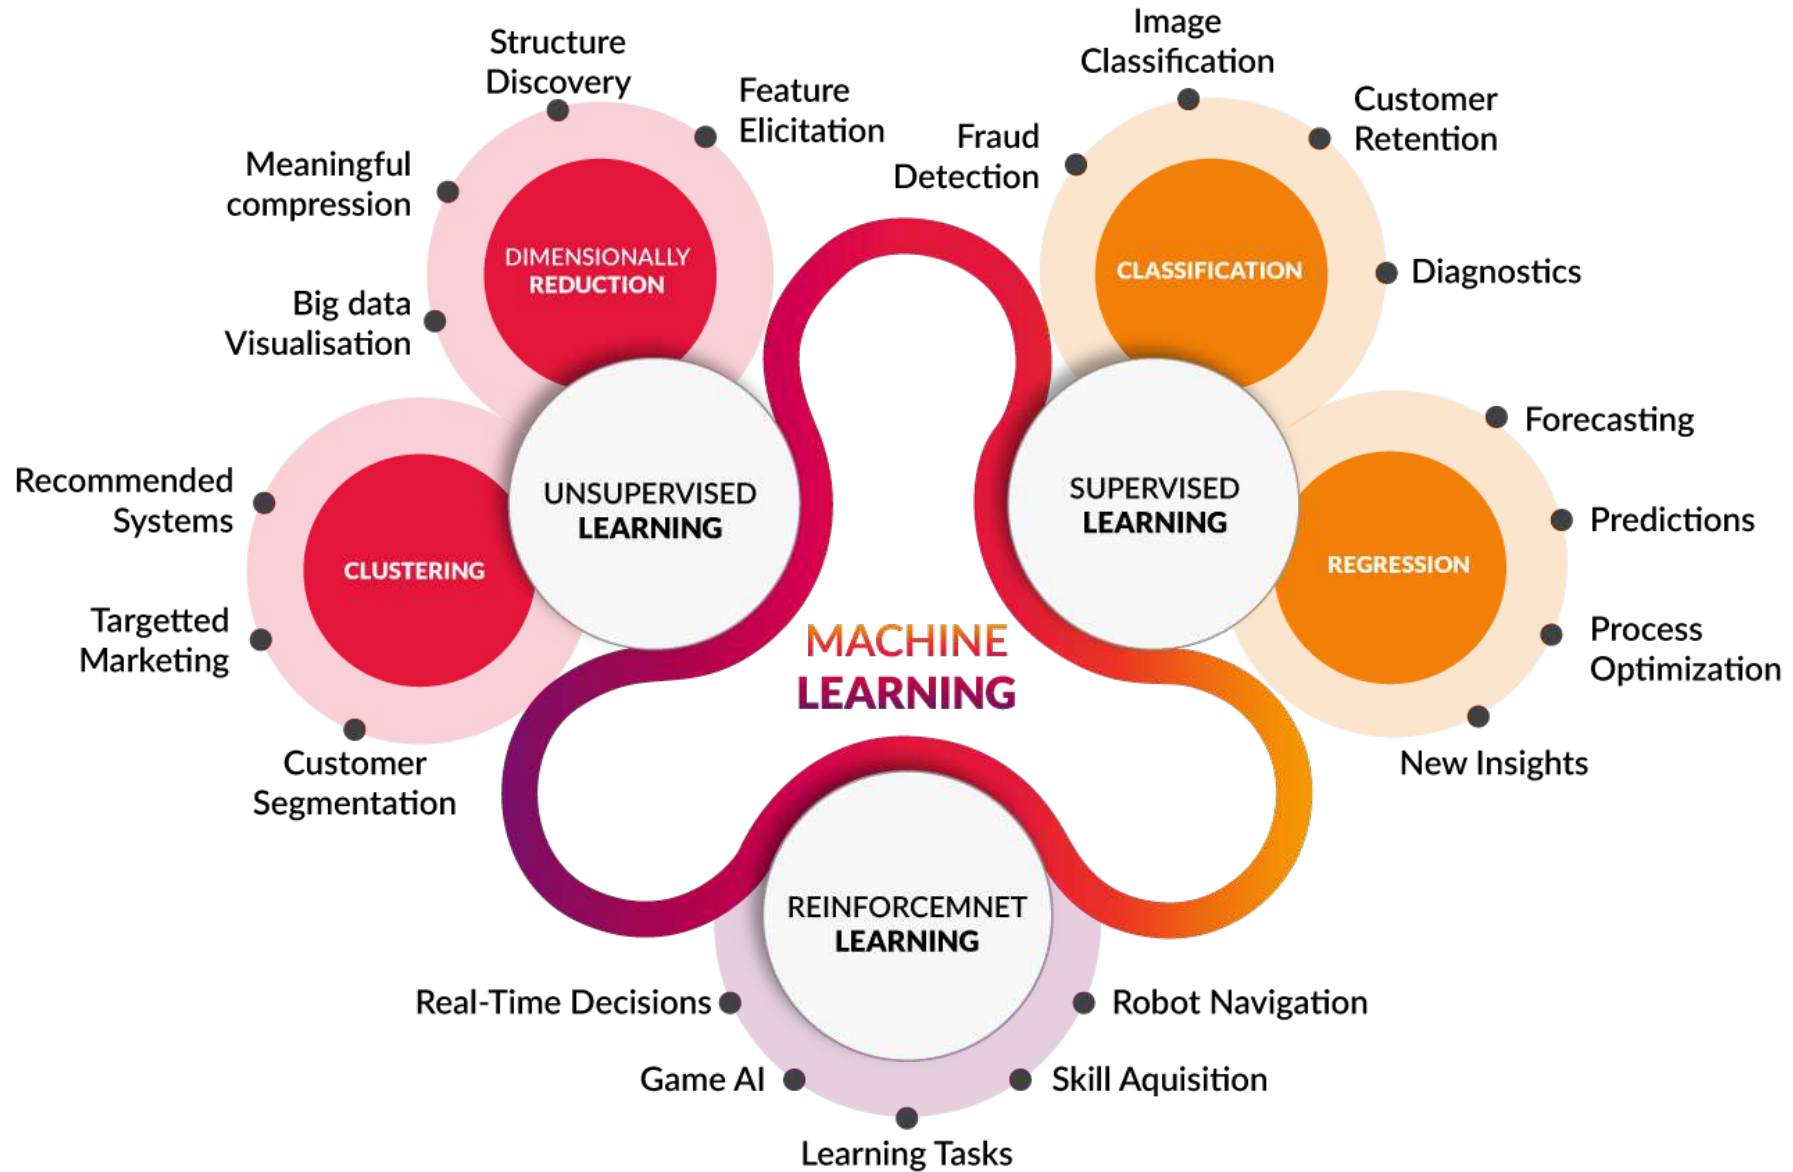 Structure
Discovery
Feature
Elicitation
Meaningful
compression
Big data
Visualisation
DIMENSIONALLY
REDUCTION
Image
Classification
Fraud
Detection
Customer
Retention
Diagnostics
CLASSIFICATION
Recommended
Systems
Targetted
Marketing
Customer
Segmentation
CLUSTERING
UNSUPERVISED
LEARNING
SUPERVISED
LEARNING
Forecasting
Predictions
Process
Optimization
New Insights
REGRESSION
MACHINE
LEARNING
REINFORCEMNET
LEARNING
Real-Time Decisions
Game AI
Learning Tasks
Skill Aquisition
Robot Navigation